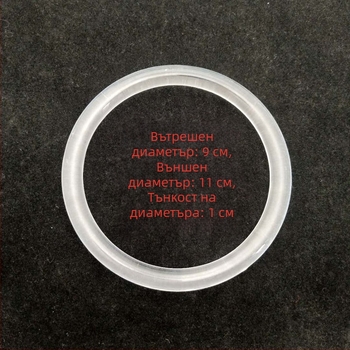 Вътрешен
диаметър: 9 см,
Външен
диаметър: 11 см,
Тънкост на
диаметъра: 1 см